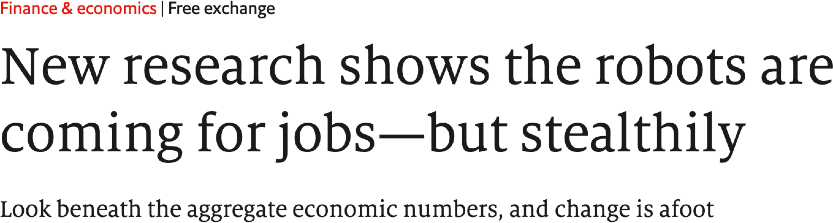 Finance & economics | Free exchange
New research shows the robots are
coming for jobs—but stealthily
Look beneath the aggregate economic numbers, and change is afoot